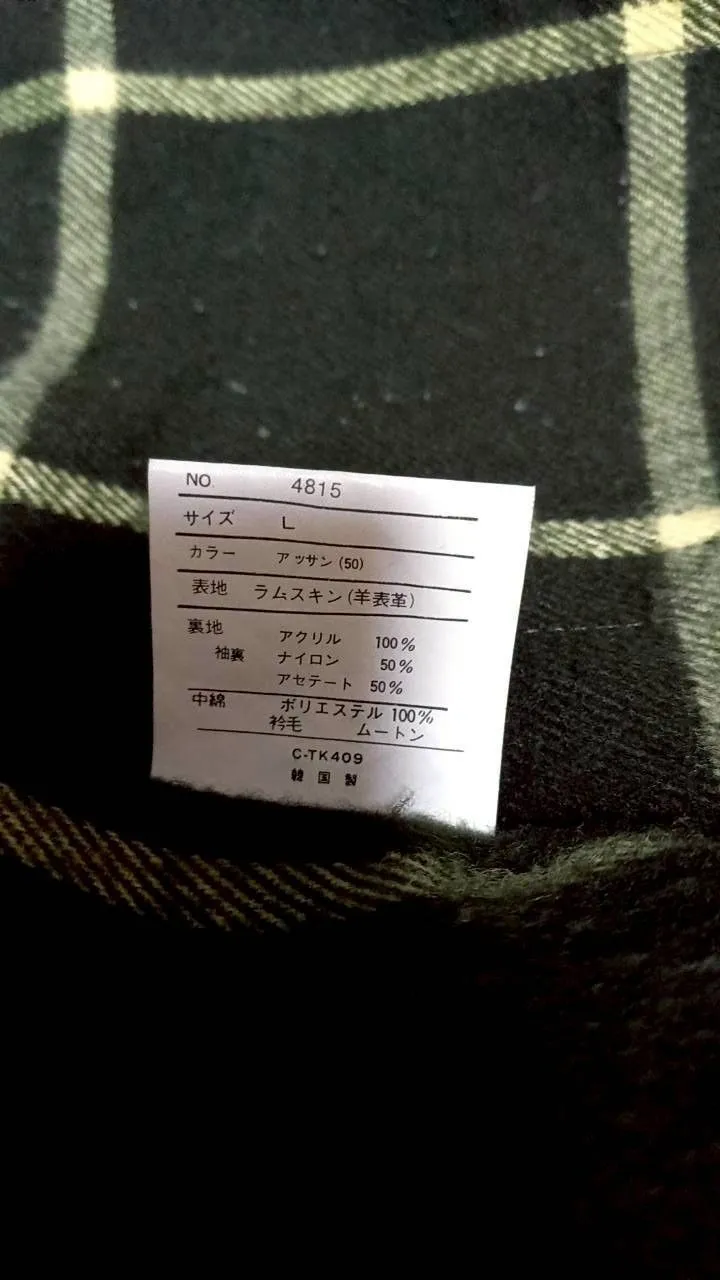 NO. 4815
サイズ L
カラー アッサン (50)
表地 ラムスキン (羊表革)
裏地 アクリル 100%
袖裏 ナイロン 50%
アセテート 50%
中綿 ポリエステル 100%
衿毛 ムートン
C-TK409
韓国製